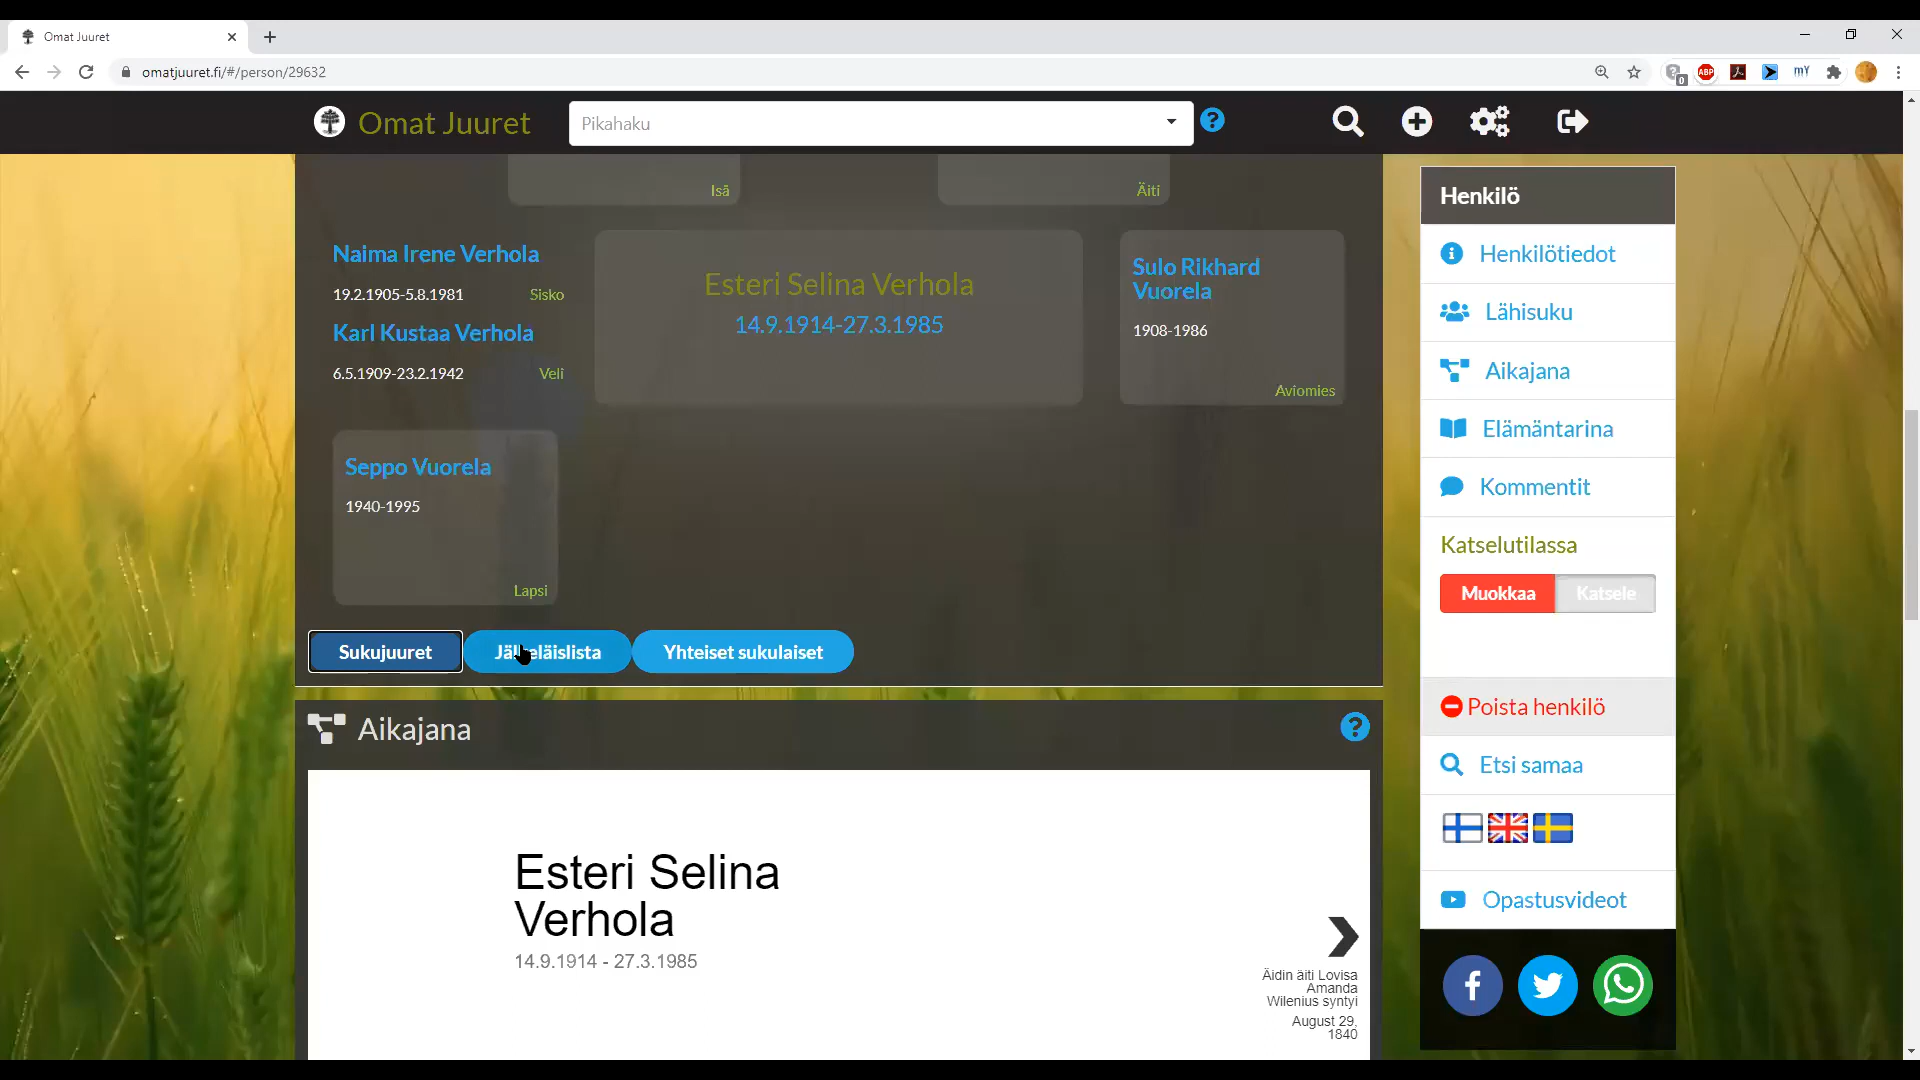 Omat Juuret
omatjuuret.fi/#/person/29632
ABP
mY
0
Omat Juuret
Pikahaku
Isä
Äiti
Naima Irene Verhola
19.2.1905-5.8.1981 Sisko
Karl Kustaa Verhola
6.5.1909-23.2.1942 Veli
Esteri Selina Verhola
14.9.1914-27.3.1985
Sulo Rikhard
Vuorela
1908-1986
Aviomies
Seppo Vuorela
1940-1995
Lapsi
Sukujuuret
Jälkeläislista
Yhteiset sukulaiset
Aikajana
Esteri Selina
Verhola
14.9.1914 - 27.3.1985
Äidin äiti Lovisa
Amanda
Wilenius syntyi
August 29,
1840
Henkilö
Henkilötiedot
Lähisuku
Aikajana
Elämäntarina
Kommentit
Katselutilassa
Muokkaa Katsele
Poista henkilö
Etsi samaa
Opastusvideot